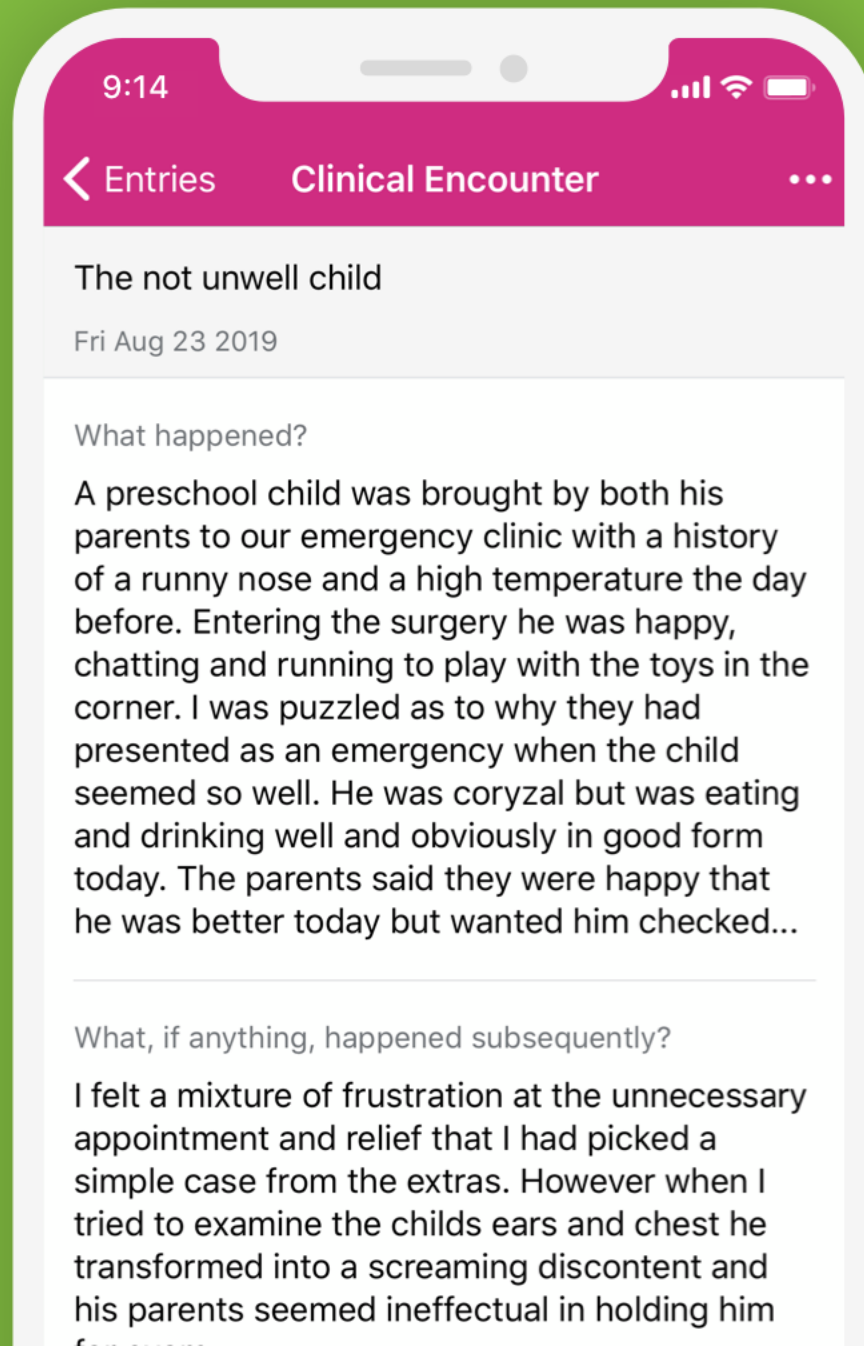 9:14
Entries
Clinical Encounter
The not unwell child
Fri Aug 23 2019
What happened?
A preschool child was brought by both his
parents to our emergency clinic with a history
of a runny nose and a high temperature the day
before. Entering the surgery he was happy,
chatting and running to play with the toys in the
corner. I was puzzled as to why they had
presented as an emergency when the child
seemed so well. He was coryzal but was eating
and drinking well and obviously in good form
today. The parents said they were happy that
he was better today but wanted him checked...
What, if anything, happened subsequently?
I felt a mixture of frustration at the unnecessary
appointment and relief that I had picked a
simple case from the extras. However when I
tried to examine the childs ears and chest he
transformed into a screaming discontent and
his parents seemed ineffectual in holding him